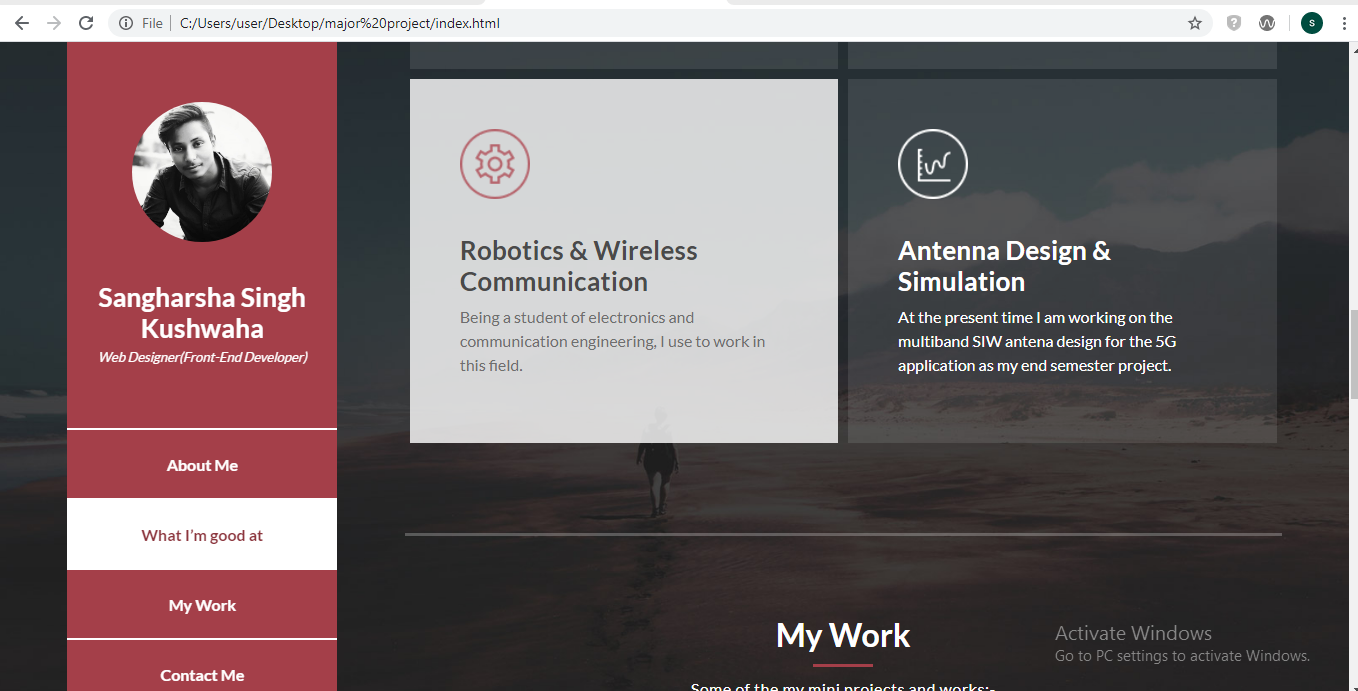 File
C:/Users/user/Desktop/major%20project/index.html
S
Sangharsha Singh
Kushwaha
Web Designer(Front-End Developer)
About Me
What I'm good at
My Work
Contact Me
Robotics & Wireless
Communication
Being a student of electronics and
communication engineering, I use to work in
this field.
Antenna Design &
Simulation
At the present time I am working on the
multiband SIW antena design for the 5G
application as my end semester project.
My Work
Some of the my mini projects and works:-
Activate Windows
Go to PC settings to activate Windows.